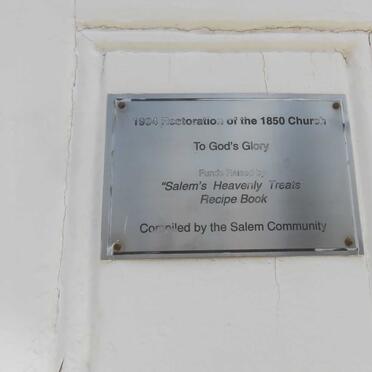 1994 Restoration of the 1850 Church
To God's Glory
Funds Raised by
"Salem's Heavenly Treats
Recipe Book
Compiled by the Salem Community